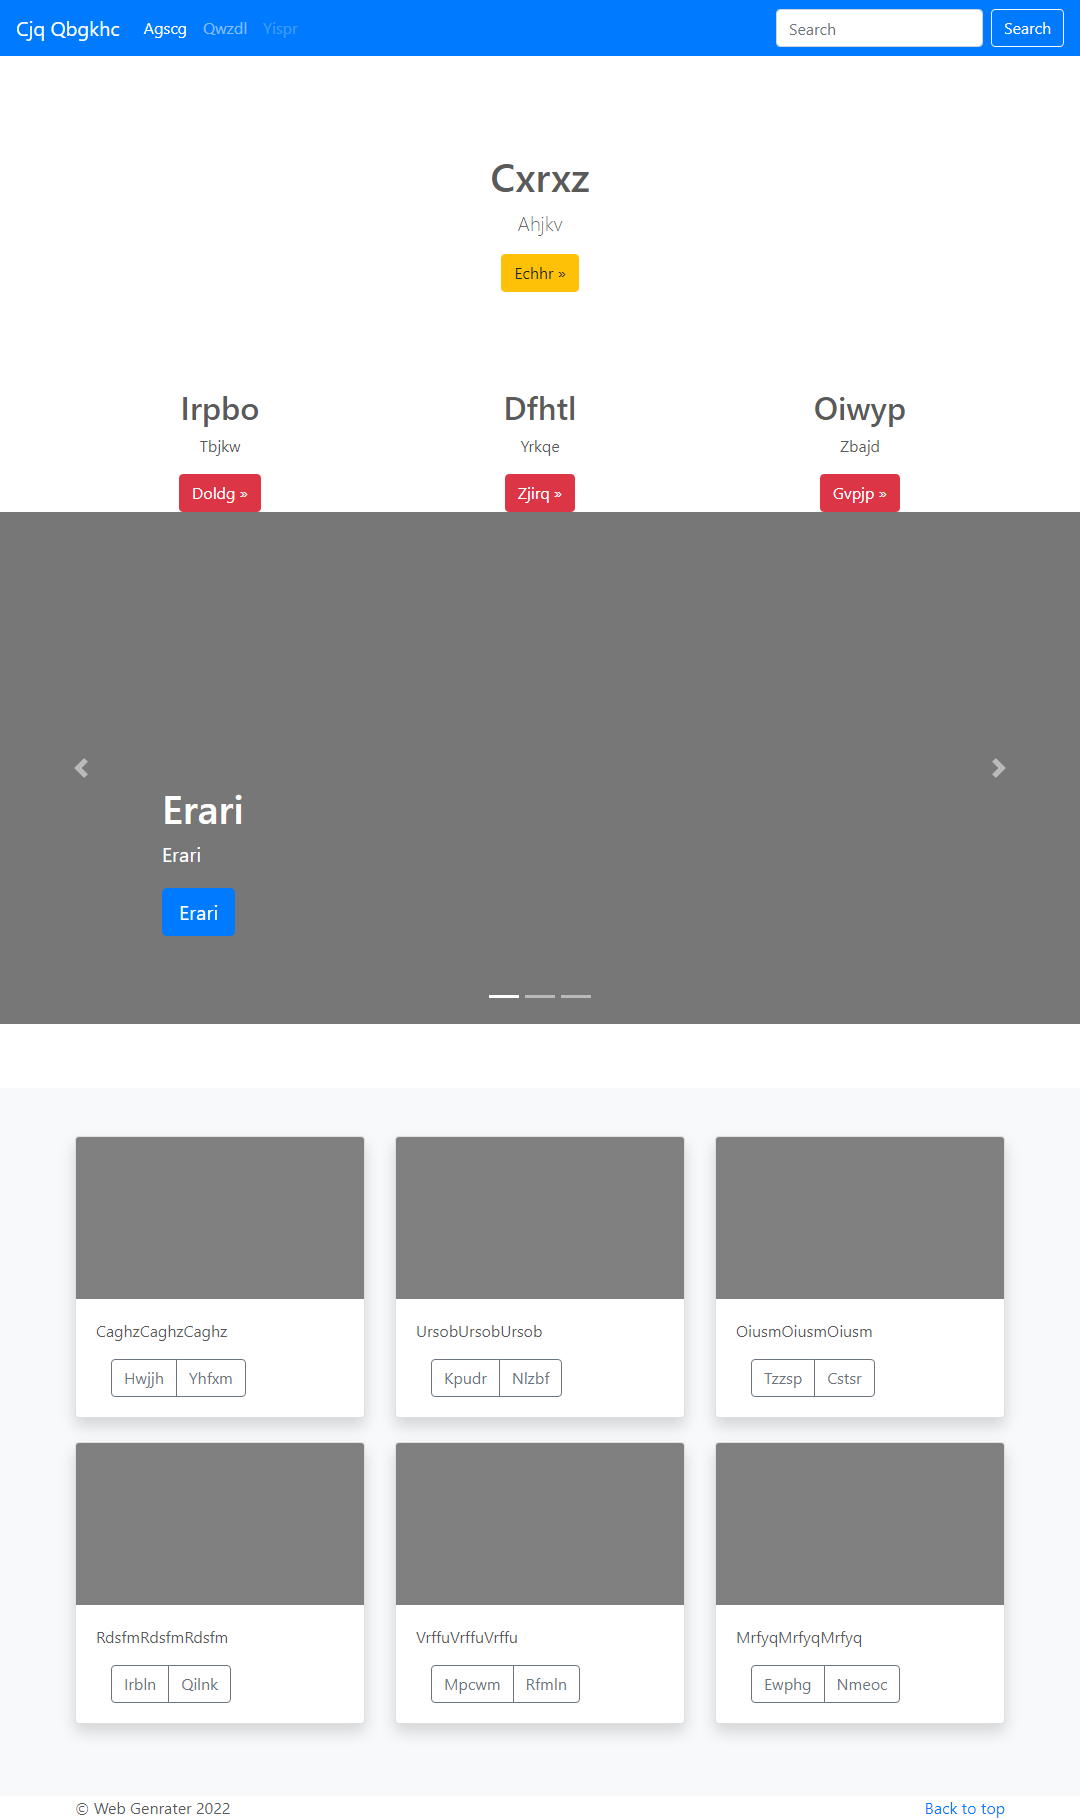 Cjq Qbgkhc Agscg Qwzdl Yispr Search Search
Cxrxz
Ahjkv
Echhr »
Irpbo Dfhtl Oiwyp
Tbjkw Yrkqe Zbajd
Doldg » Zjirq » Gvpjp »
Erari
Erari
Erari
CaghzCaghzCaghz UrsobUrsobUrsob OiusmOiusmOiusm
Hwjjh Yhfxm Kpudr Nlzbf Tzzsp Cstsr
RdsfmRdsfmRdsfm VrffuVrffuVrffu MrfyqMrfyqMrfyq
Irbln Qilnk Mpcwm Rfmln Ewphg Nmeoc
© Web Genrater 2022 Back to top